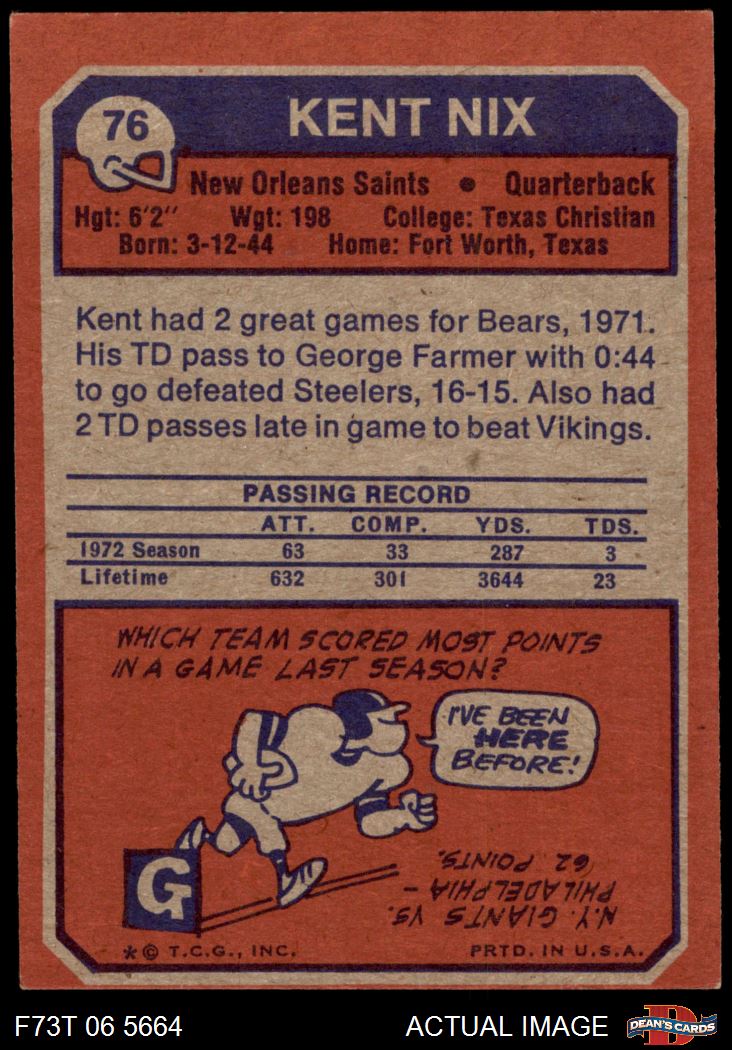 76
KENT NIX
New Orleans Saints • Quarterback
Hgt: 6'2" Wgt: 198 College: Texas Christian
Born: 3-12-44 Home: Fort Worth, Texas
Kent had 2 great games for Bears, 1971.
His TD pass to George Farmer with 0:44
to go defeated Steelers, 16-15. Also had
2 TD passes late in game to beat Vikings.
PASSING RECORD
ATT. COMP. YDS. TDS.
1972 Season 63 33 287 3
Lifetime 632 301 3644 23
WHICH TEAM SCORED MOST POINTS
IN A GAME LAST SEASON?
I'VE BEEN
HERE
BEFORE!
G
N.Y. GIANTS VS.
PHILADELPHIA –
62 POINTS.
* © T.C.G., INC. PRTD. IN U.S.A.
F73T 06 5664 ACTUAL IMAGE
D
DEAN'S CARDS